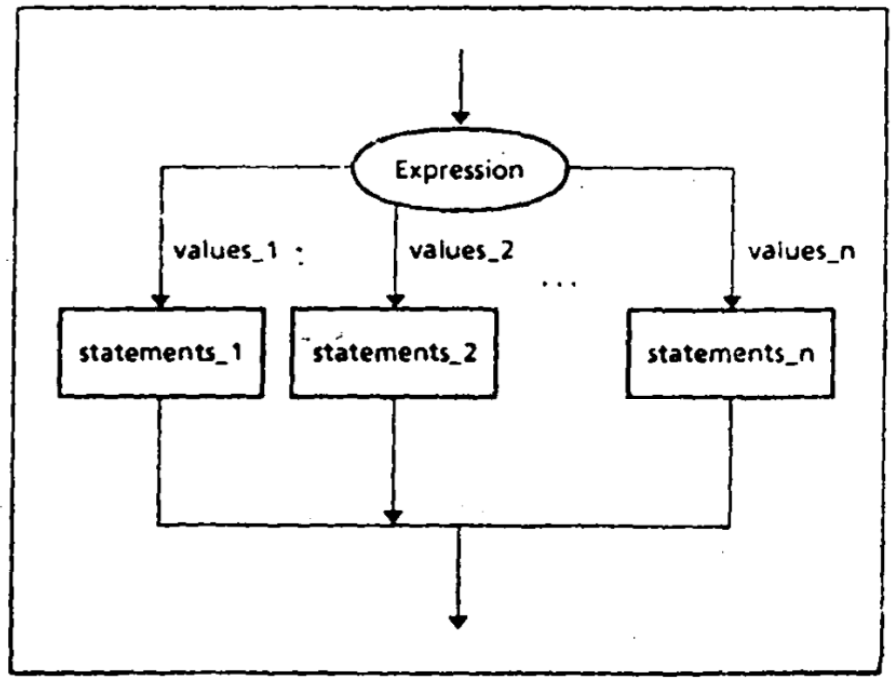 Expression
values_1
values_2
values_n
...
statements_1
statements_2
statements_n